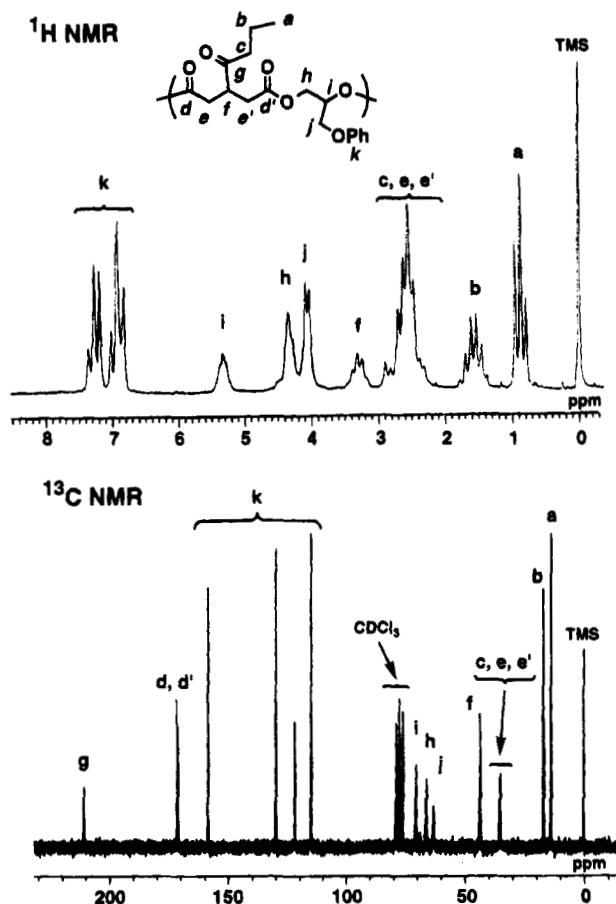 ¹H NMR
b a
O c
g
O O
h i O
d f d' O
e e' j
OPh
k
TMS
k
c, e, e'
a
j
h
i
f
b
ppm
8 7 6 5 4 3 2 1 0
¹³C NMR
k
a
b
CDCl₃
TMS
d, d'
c, e, e'
f
i
h
j
g
ppm
200 150 100 50 0